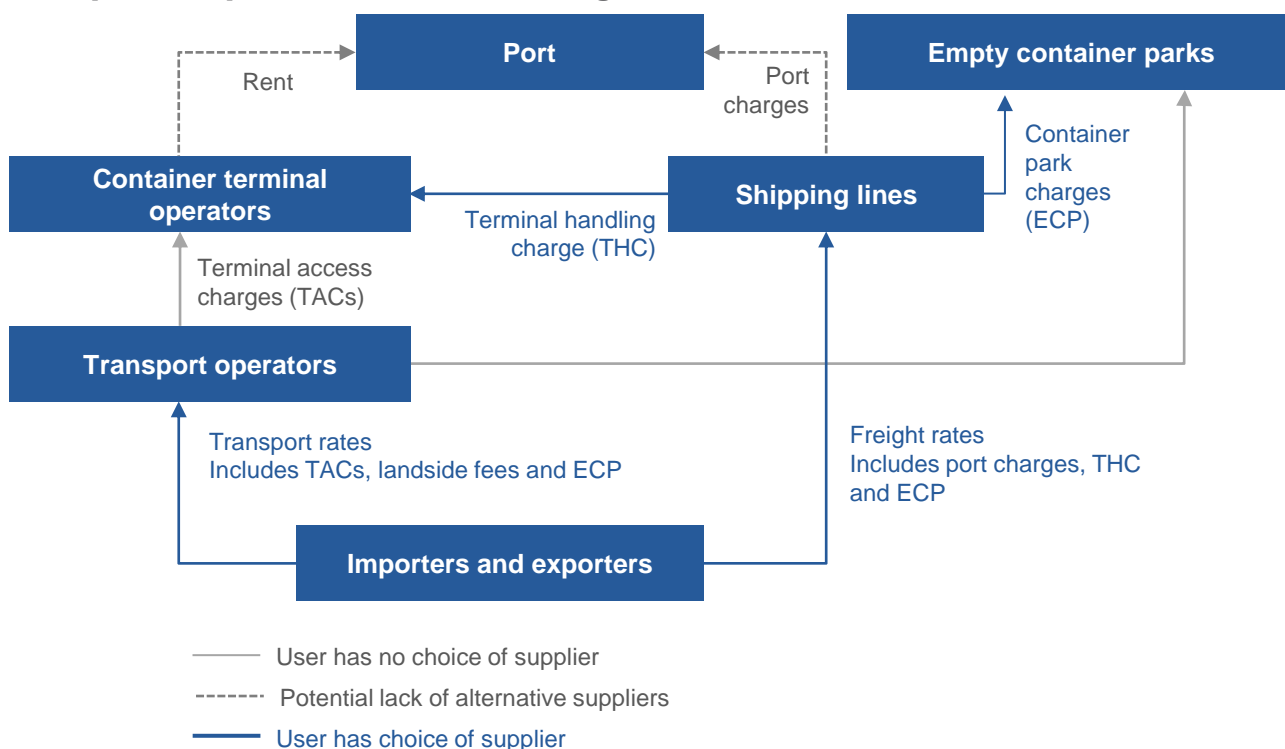 Port
Empty container parks
Rent
Port
charges
Container
park
charges
(ECP)
Container terminal
operators
Shipping lines
Terminal handling
charge (THC)
Terminal access
charges (TACs)
Transport operators
Transport rates
Includes TACs, landside fees and ECP
Freight rates
Includes port charges, THC
and ECP
Importers and exporters
User has no choice of supplier
Potential lack of alternative suppliers
User has choice of supplier